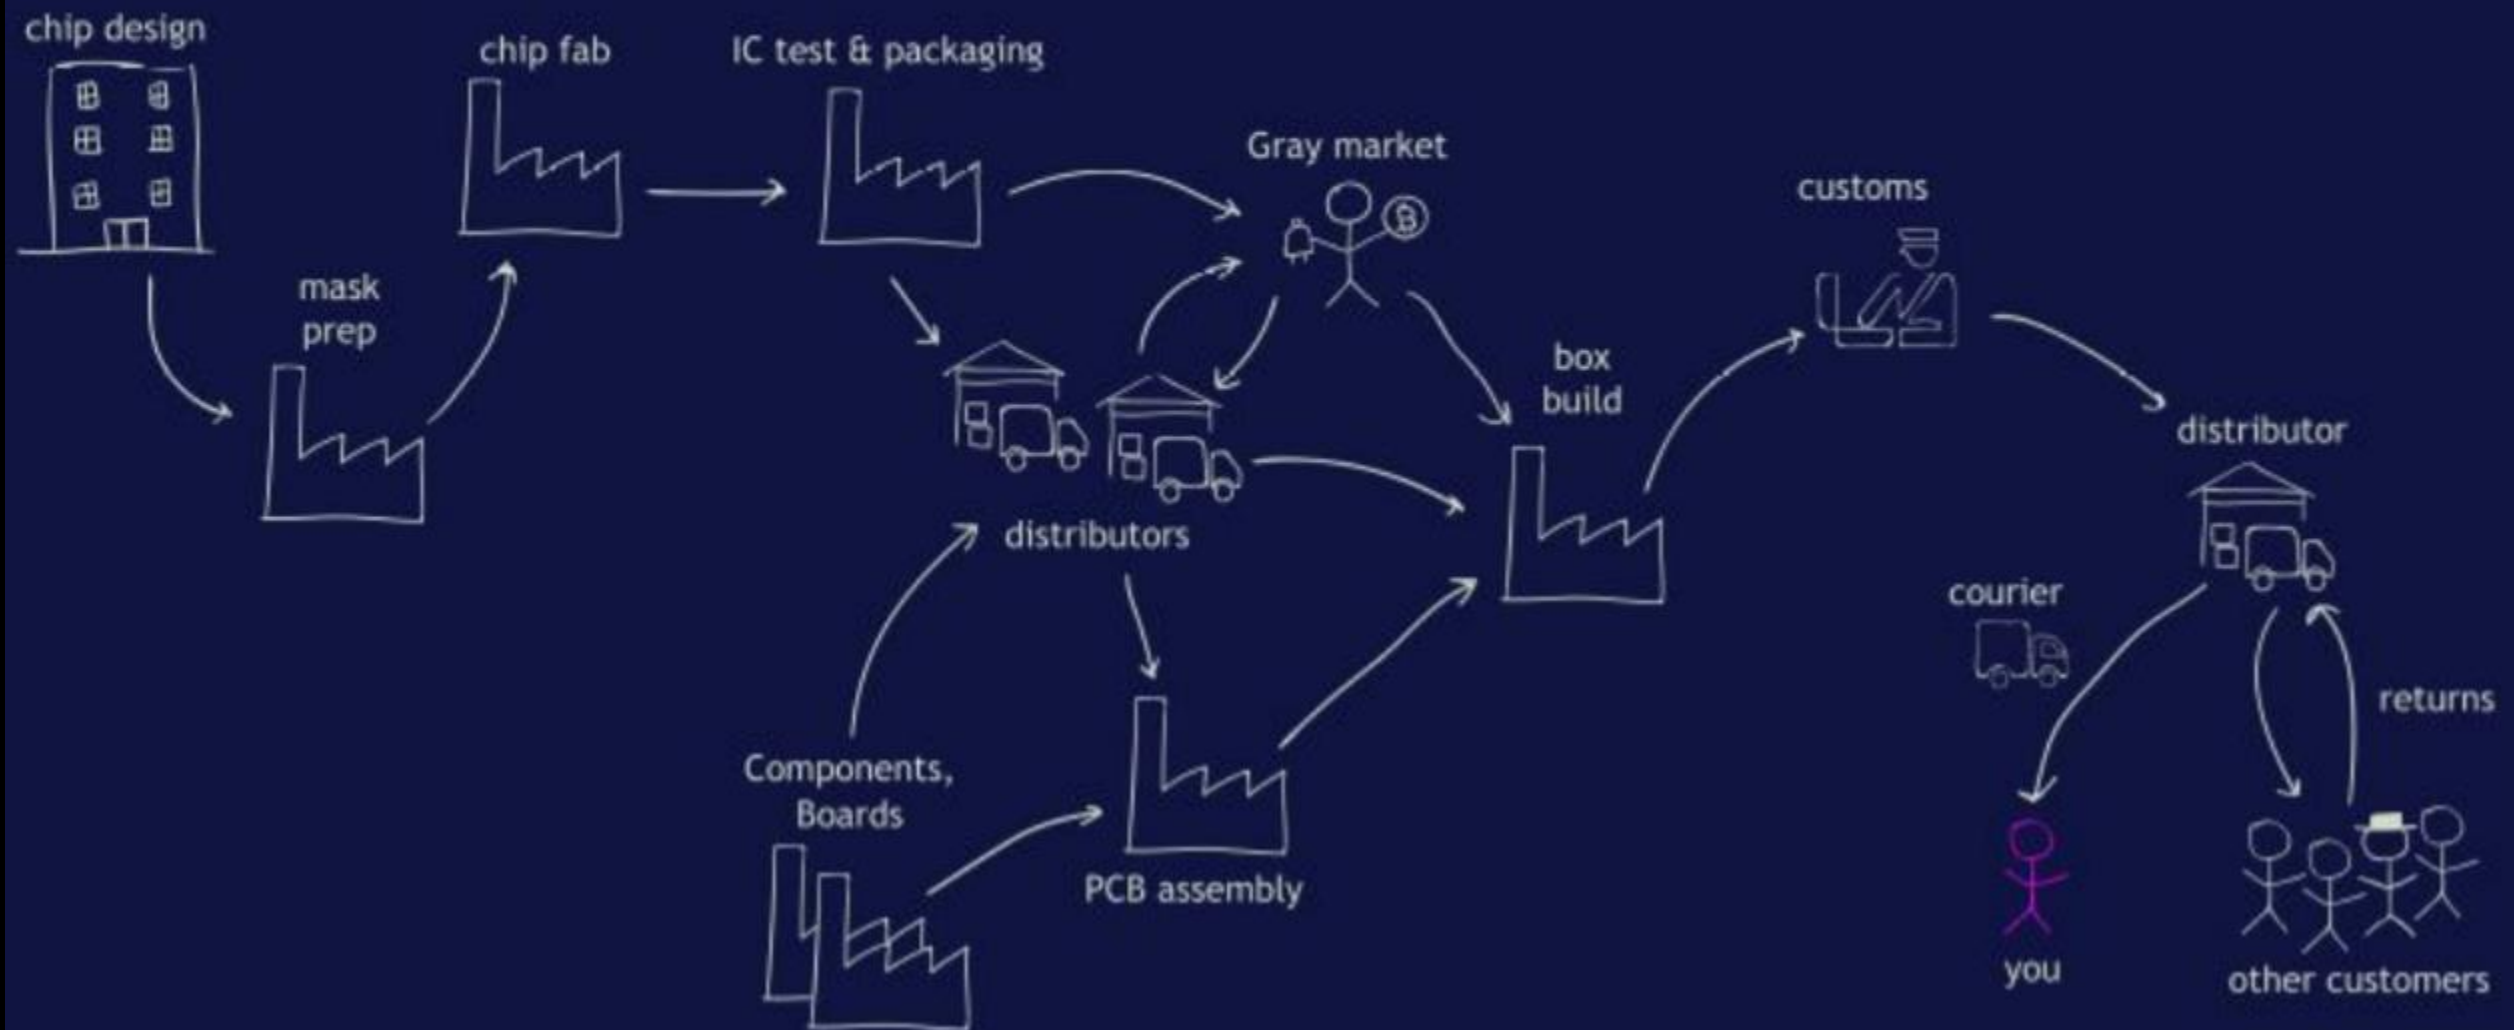 chip design
chip fab
IC test & packaging
Gray market
₿
customs
mask
prep
box
build
distributor
distributors
courier
returns
Components,
Boards
PCB assembly
you
other customers